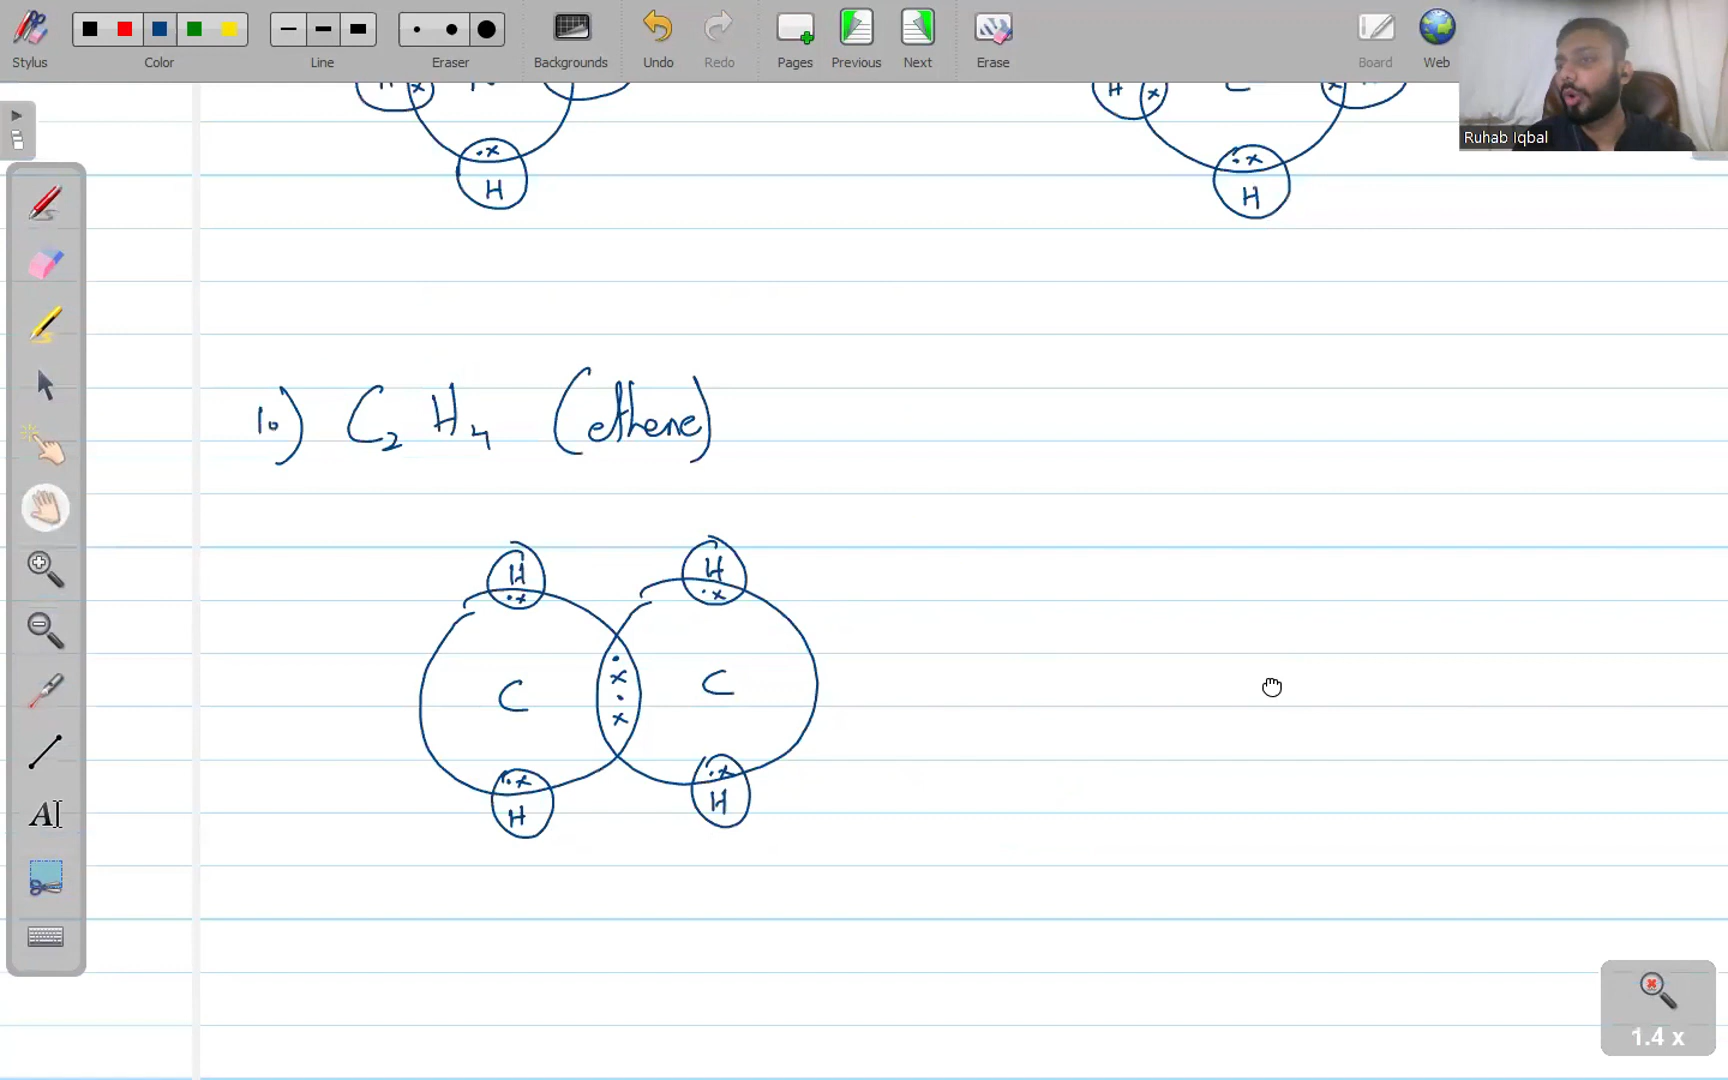 Stylus Color Line Eraser Backgrounds Undo Redo Pages Previous Next Erase Board Web
Ruhab Iqbal
H x x H
x C x
. x . x
H H
10) C2 H4 (ethene)
H H
. x . x
.
x
C . C
x
. x . x
H H
A
1.4 x